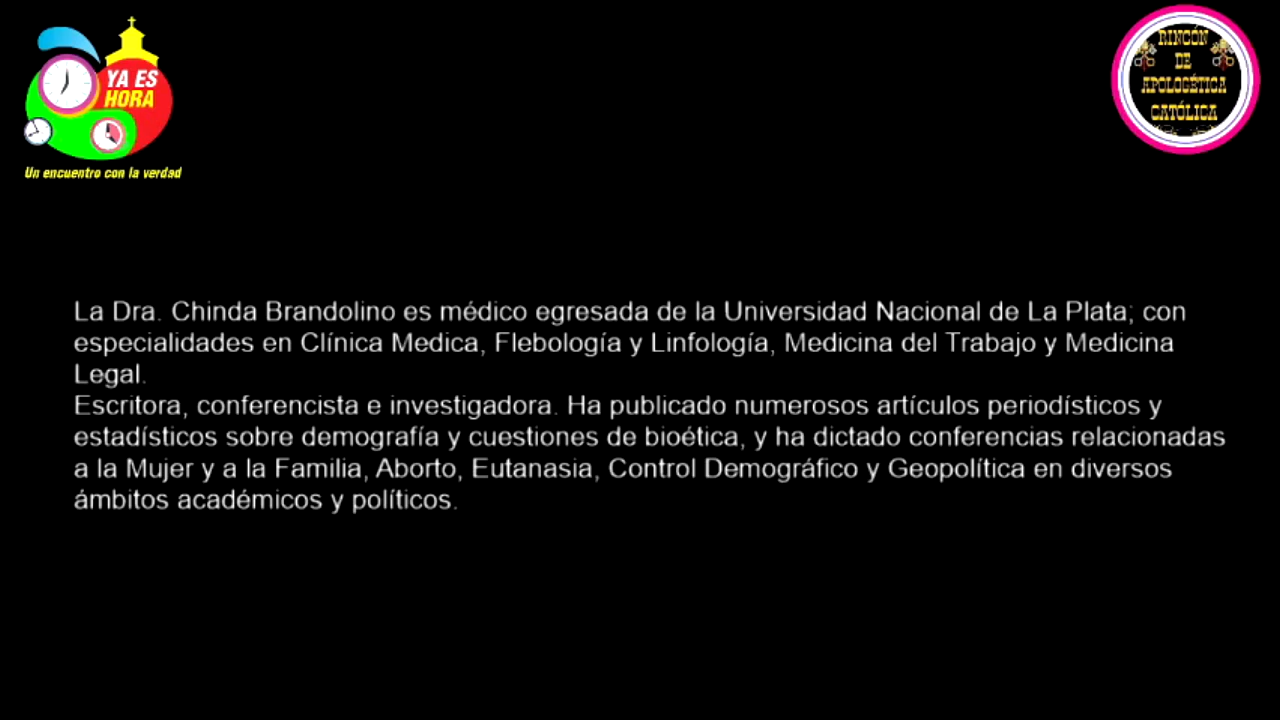 YA ES
HORA
Un encuentro con la verdad
RINCÓN
DE
APOLOGÉTICA
CATÓLICA
La Dra. Chinda Brandolino es médico egresada de la Universidad Nacional de La Plata; con
especialidades en Clínica Medica, Flebología y Linfología, Medicina del Trabajo y Medicina
Legal.
Escritora, conferencista e investigadora. Ha publicado numerosos artículos periodísticos y
estadísticos sobre demografía y cuestiones de bioética, y ha dictado conferencias relacionadas
a la Mujer y a la Familia, Aborto, Eutanasia, Control Demográfico y Geopolítica en diversos
ámbitos académicos y políticos.